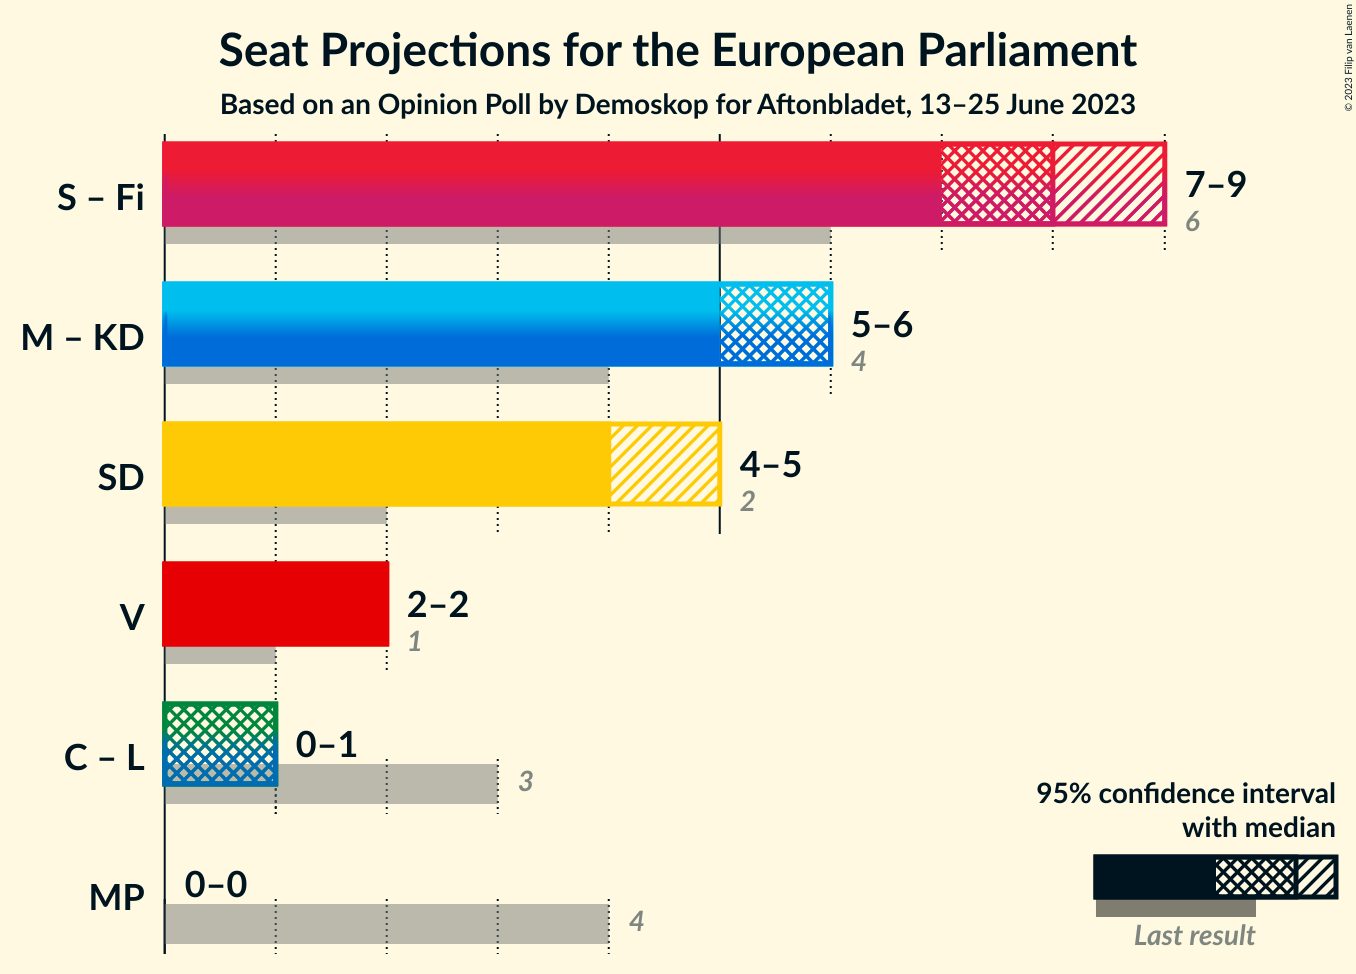 Seat Projections for the European Parliament
Based on an Opinion Poll by Demoskop for Aftonbladet, 13–25 June 2023
© 2023 Filip van Laenen
S – Fi
7–9
6
M – KD
5–6
4
SD
4–5
2
V
2–2
1
C – L
0–1
3
MP
0–0
4
95% confidence interval
with median
Last result